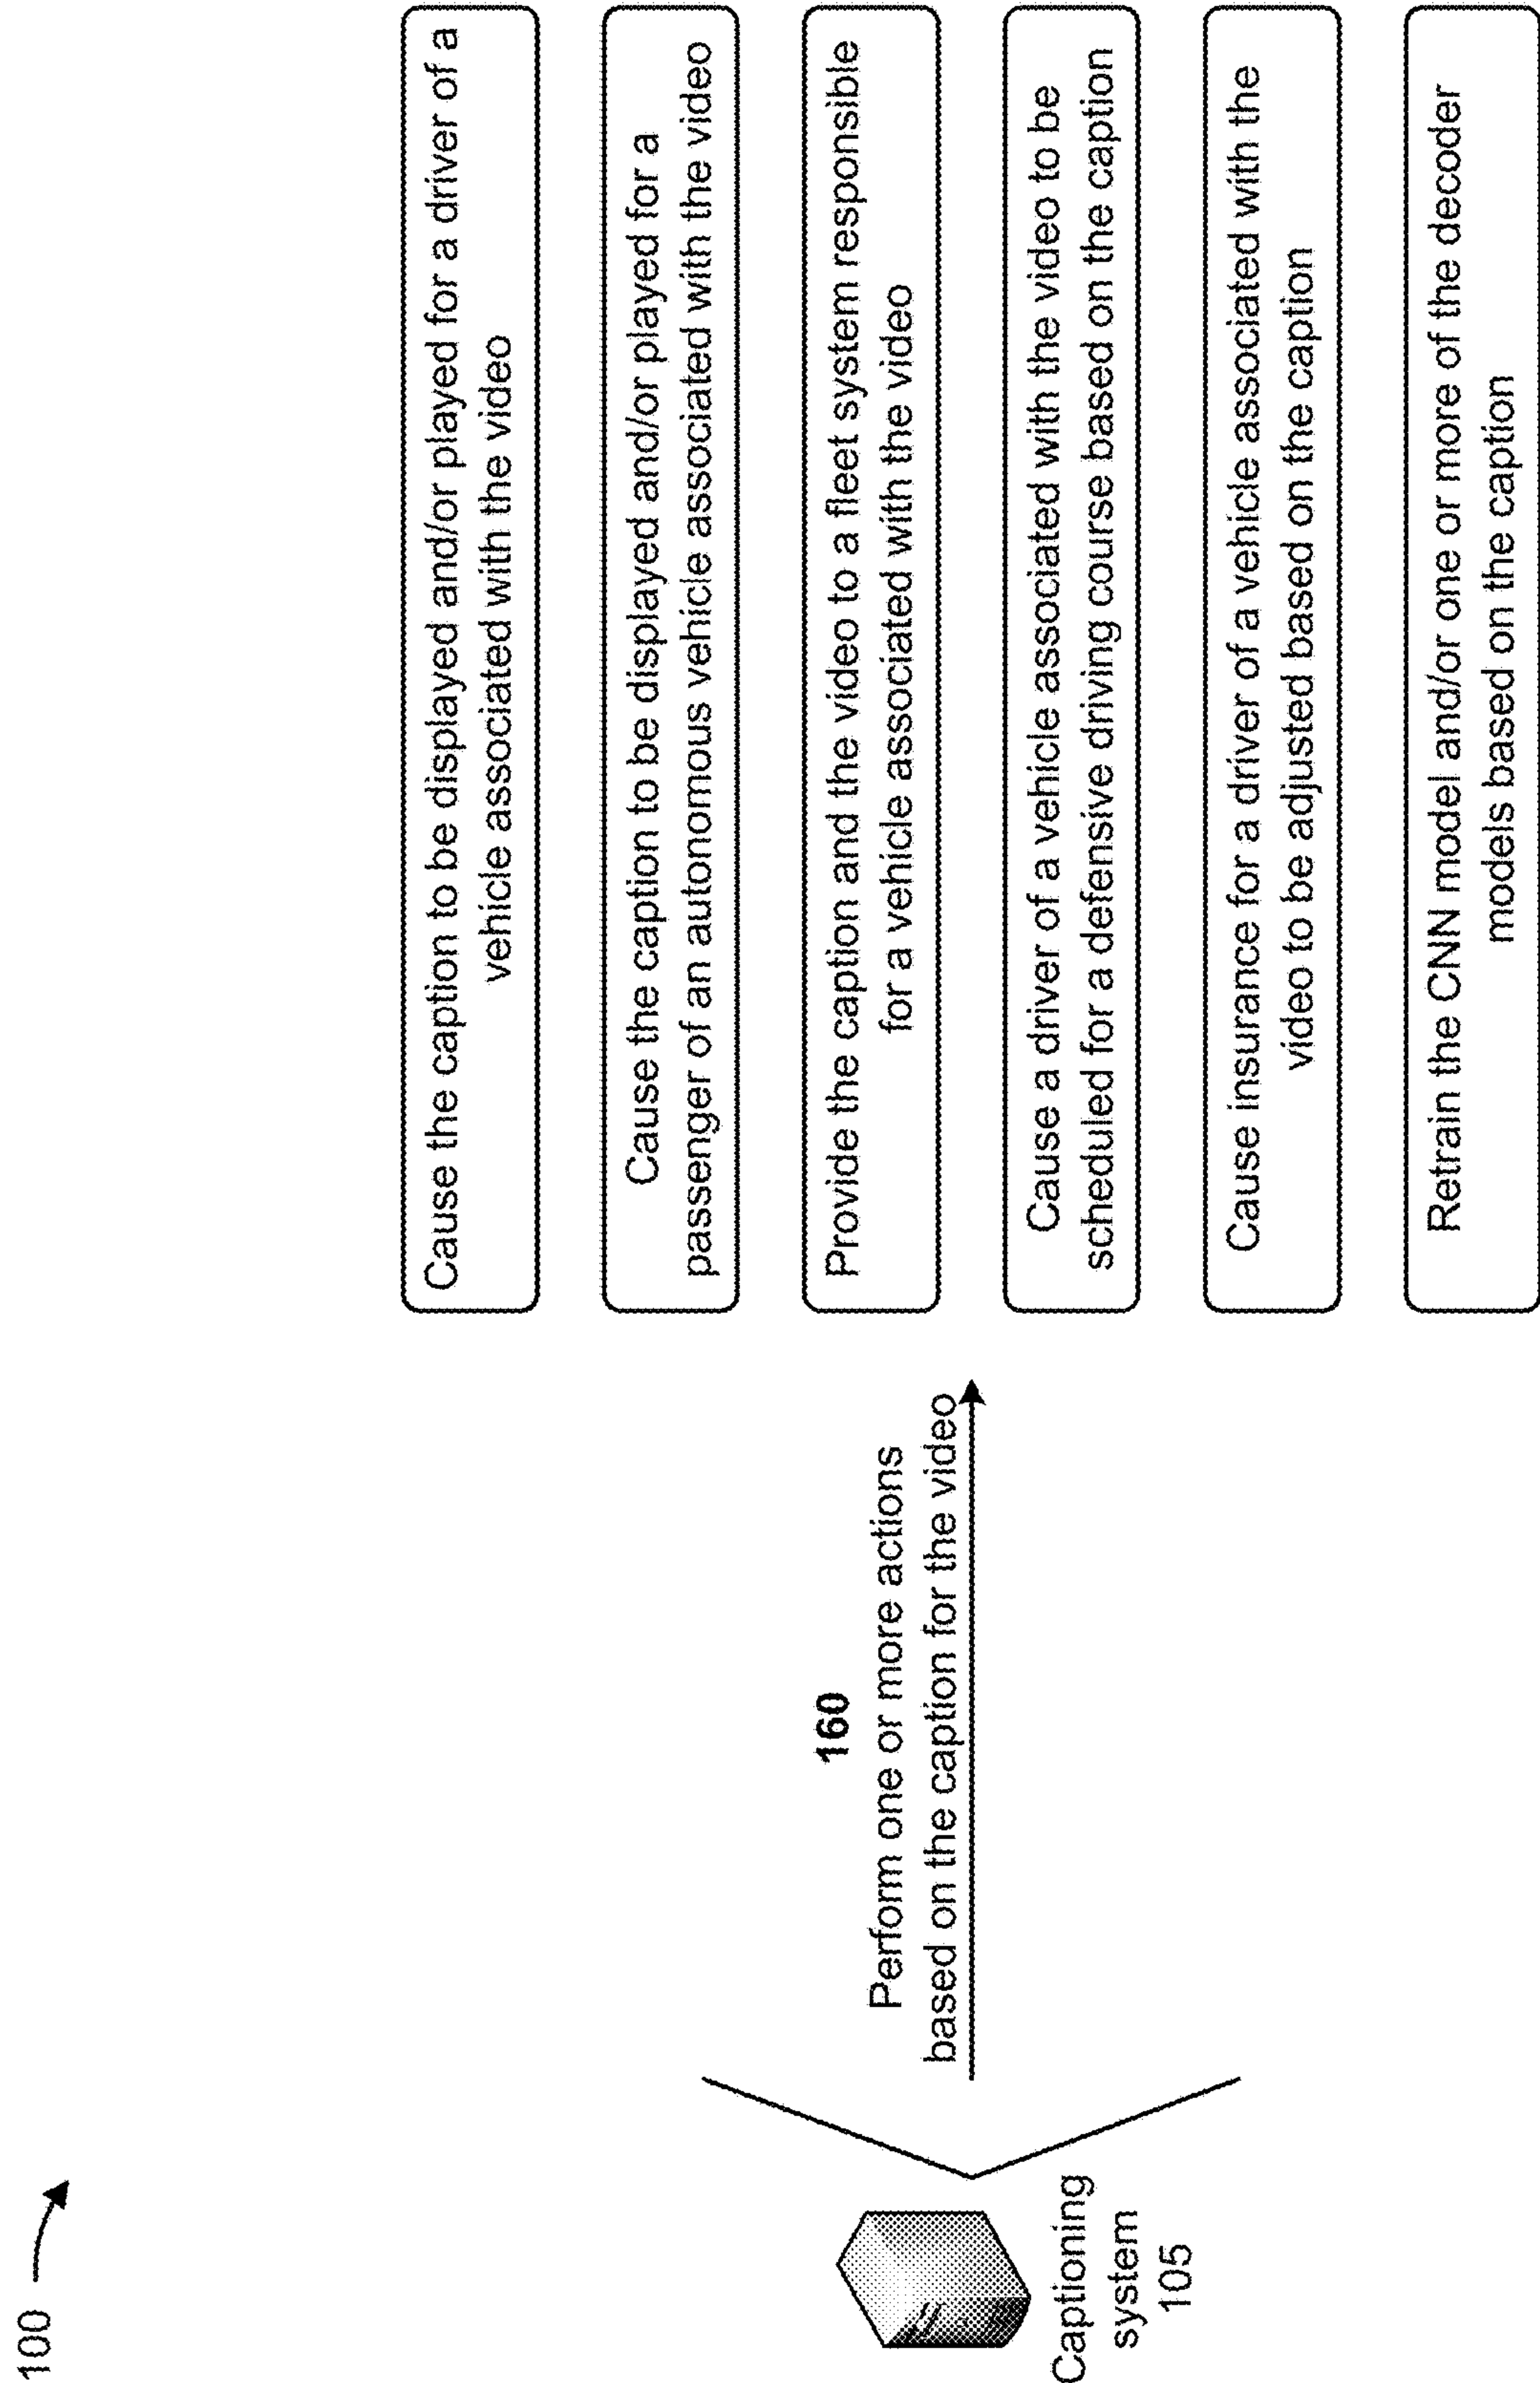 100
Captioning
system
105
160
Perform one or more actions
based on the caption for the video
Cause the caption to be displayed and/or played for a driver of a
vehicle associated with the video
Cause the caption to be displayed and/or played for a
passenger of an autonomous vehicle associated with the video
Provide the caption and the video to a fleet system responsible
for a vehicle associated with the video
Cause a driver of a vehicle associated with the video to be
scheduled for a defensive driving course based on the caption
Cause insurance for a driver of a vehicle associated with the
video to be adjusted based on the caption
Retrain the CNN model and/or one or more of the decoder
models based on the caption